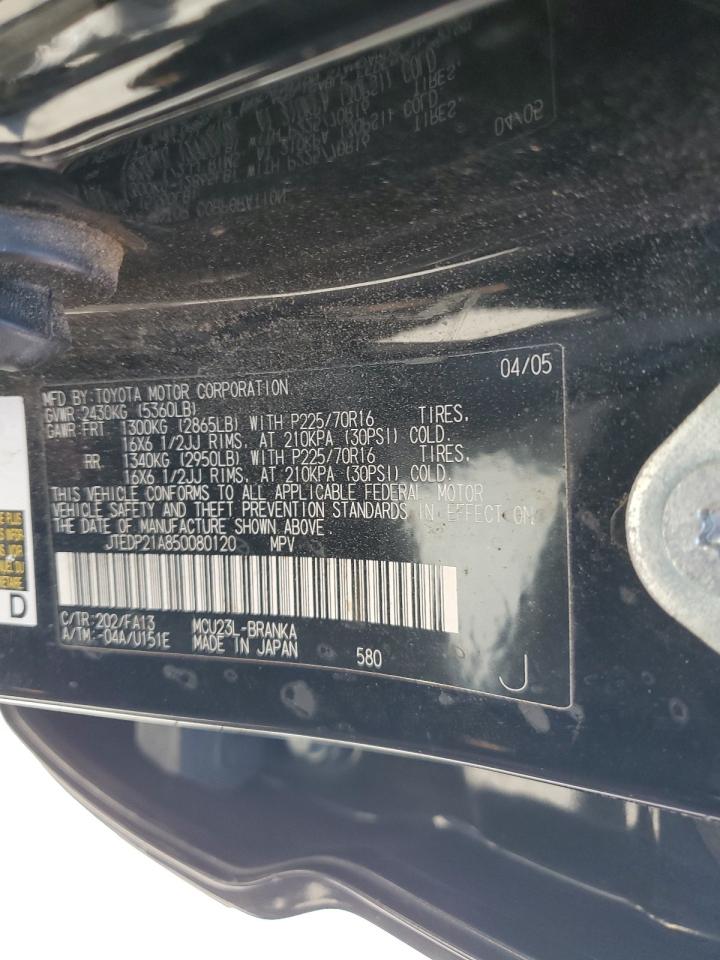 04/05
MFD BY:TOYOTA MOTOR CORPORATION
GVWR:2430KG (5360LB)
GAWR:FRT 1300KG (2865LB) WITH P225/70R16 TIRES,
16X6 1/2JJ RIMS, AT 210KPA (30PSI) COLD.
RR 1340KG (2950LB) WITH P225/70R16 TIRES,
16X6 1/2JJ RIMS, AT 210KPA (30PSI) COLD.
THIS VEHICLE CONFORMS TO ALL APPLICABLE FEDERAL MOTOR
VEHICLE SAFETY AND THEFT PREVENTION STANDARDS IN EFFECT ON
THE DATE OF MANUFACTURE SHOWN ABOVE.
JTEDP21A850080120 MPV
C/TR:202/FA13 MCU23L-BRANKA
A/TM:-04A/U151E MADE IN JAPAN
580
J
D